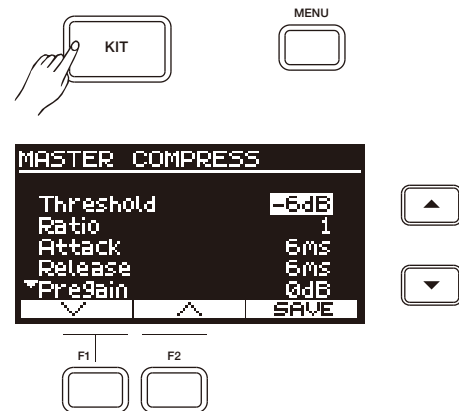 KIT
MENU
MASTER COMPRESS
Threshold -6dB
Ratio 1
Attack 6ms
Release 6ms
Pregain 0dB
SAVE
F1 F2